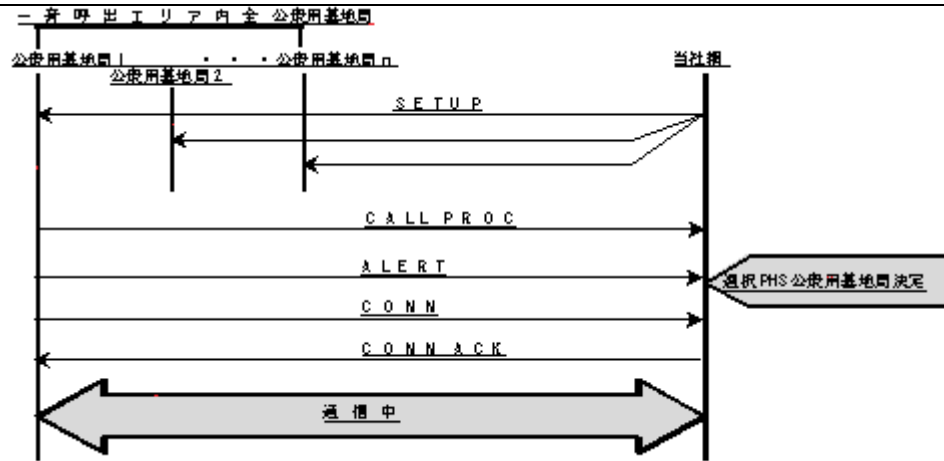 一斉呼出エリア内全公衆用基地局
公衆用基地局1 ・・・公衆用基地局n 当社網
公衆用基地局2
SETUP
CALL PROC
ALERT
選択PHS公衆用基地局決定
CONN
CONN ACK
通信中